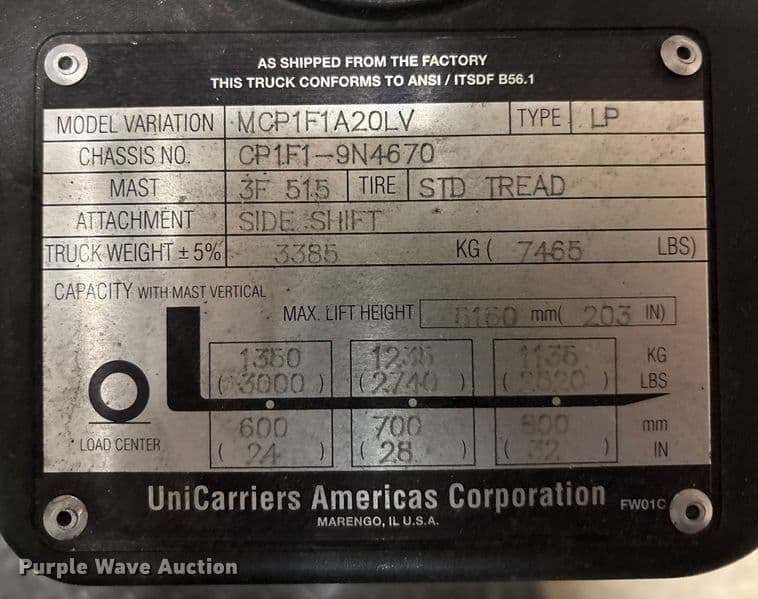 AS SHIPPED FROM THE FACTORY
THIS TRUCK CONFORMS TO ANSI / ITSDF B56.1
MODEL VARIATION MCP1F1A20LV TYPE LP
CHASSIS NO. CP1F1-9N4670
MAST 3F 515 TIRE STD TREAD
ATTACHMENT SIDE SHIFT
TRUCK WEIGHT ± 5% 3385 KG ( 7465 LBS)
CAPACITY WITH MAST VERTICAL
MAX. LIFT HEIGHT mm( 203 IN)
1360 1135 KG
( 3000 ) ( 2740 ) ( ) LBS
600 700 800 mm
LOAD CENTER ( 24 ) ( 28 ) ( 32 ) IN
UniCarriers Americas Corporation FW01C
MARENGO, IL U.S.A.
Purple Wave Auction